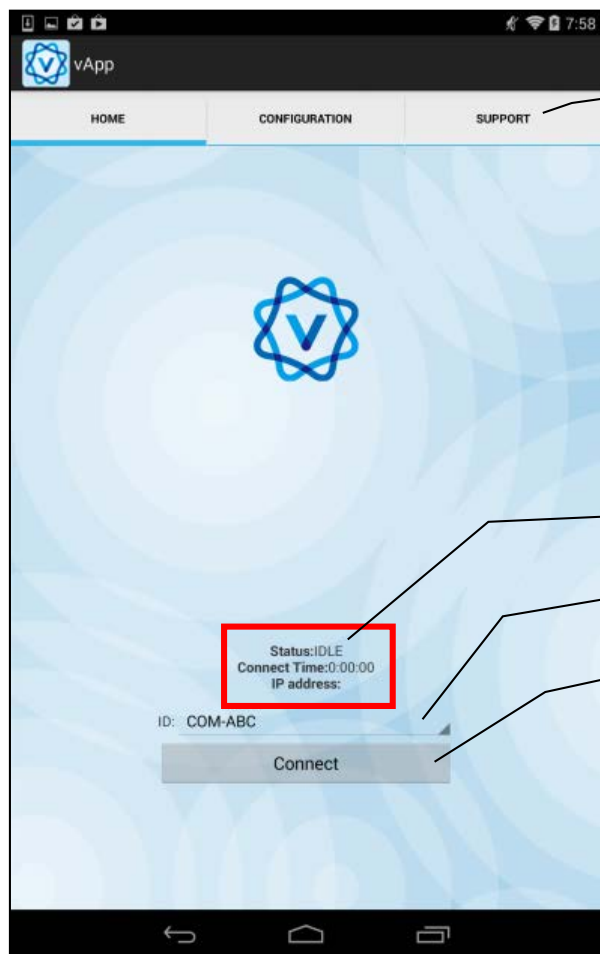 7:58
vApp
HOME CONFIGURATION SUPPORT
V
Status:IDLE
Connect Time:0:00:00
IP address:
ID: COM-ABC
Connect